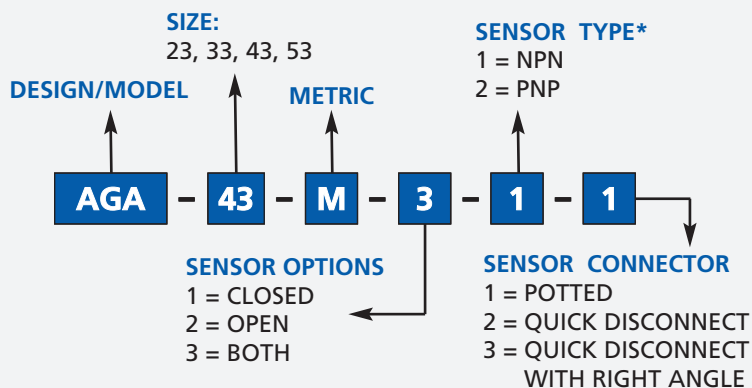 SIZE:
23, 33, 43, 53
SENSOR TYPE*
1 = NPN
2 = PNP
DESIGN/MODEL
METRIC
AGA - 43 - M - 3 - 1 - 1
SENSOR OPTIONS
1 = CLOSED
2 = OPEN
3 = BOTH
SENSOR CONNECTOR
1 = POTTED
2 = QUICK DISCONNECT
3 = QUICK DISCONNECT
WITH RIGHT ANGLE